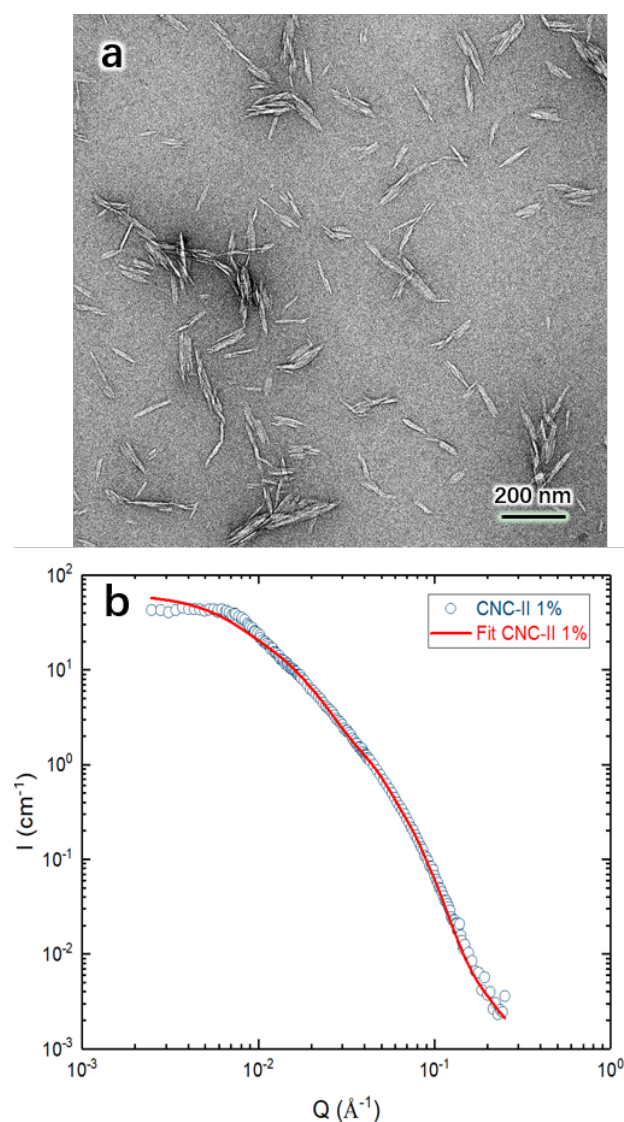 a
200 nm
b
CNC-II 1%
Fit CNC-II 1%
10²
10¹
10⁰
10⁻¹
10⁻²
10⁻³
I (cm⁻¹)
10⁻³
10⁻²
10⁻¹
10⁰
Q (Å⁻¹)